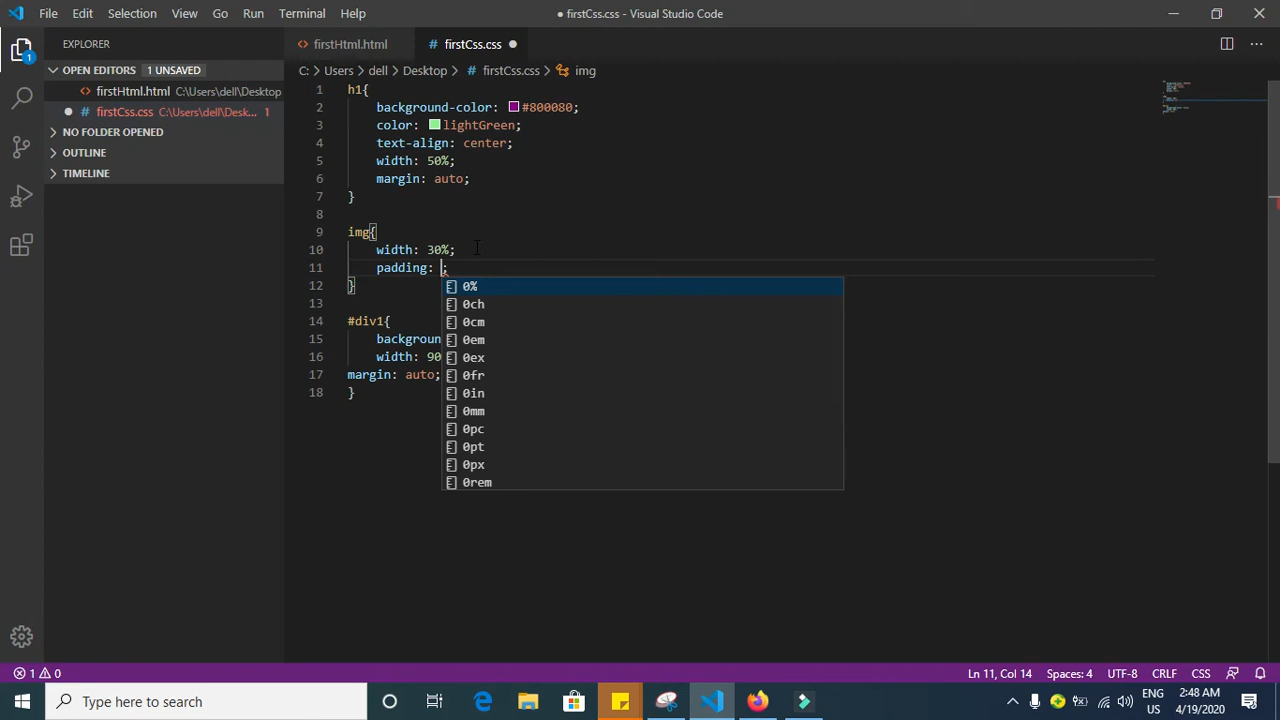 File Edit Selection View Go Run Terminal Help
● firstCss.css - Visual Studio Code
EXPLORER
OPEN EDITORS 1 UNSAVED
<> firstHtml.html C:\Users\dell\Desktop
● # firstCss.css C:\Users\dell\Desk... 1
NO FOLDER OPENED
OUTLINE
TIMELINE
1
<> firstHtml.html
# firstCss.css ●
C: > Users > dell > Desktop > # firstCss.css > img
1 h1{
2 background-color: #800080;
3 color: lightGreen;
4 text-align: center;
5 width: 50%;
6 margin: auto;
7 }
8
9 img{
10 width: 30%;
11 padding: ;
12 }
13
14 #div1{
15 backgroun
16 width: 90
17 margin: auto;
18 }
0%
0ch
0cm
0em
0ex
0fr
0in
0mm
0pc
0pt
0px
0rem
1 0
Ln 11, Col 14 Spaces: 4 UTF-8 CRLF CSS
Type here to search
ENG
US
2:48 AM
4/19/2020